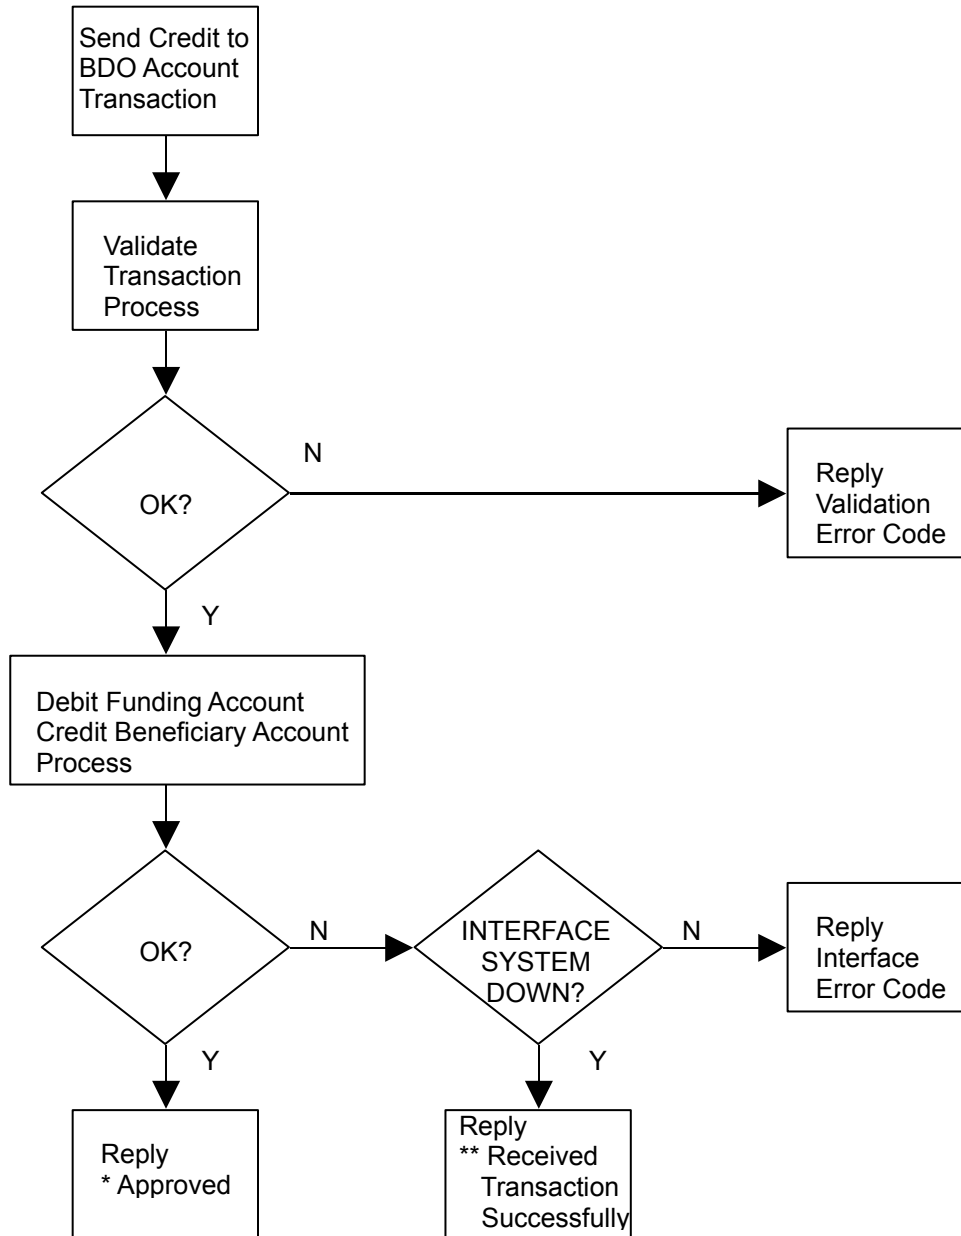 Send Credit to
BDO Account
Transaction
Validate
Transaction
Process
OK?
N
Reply
Validation
Error Code
Y
Debit Funding Account
Credit Beneficiary Account
Process
OK?
N
INTERFACE
SYSTEM
DOWN?
N
Reply
Interface
Error Code
Y
Y
Reply
* Approved
Reply
** Received
Transaction
Successfully